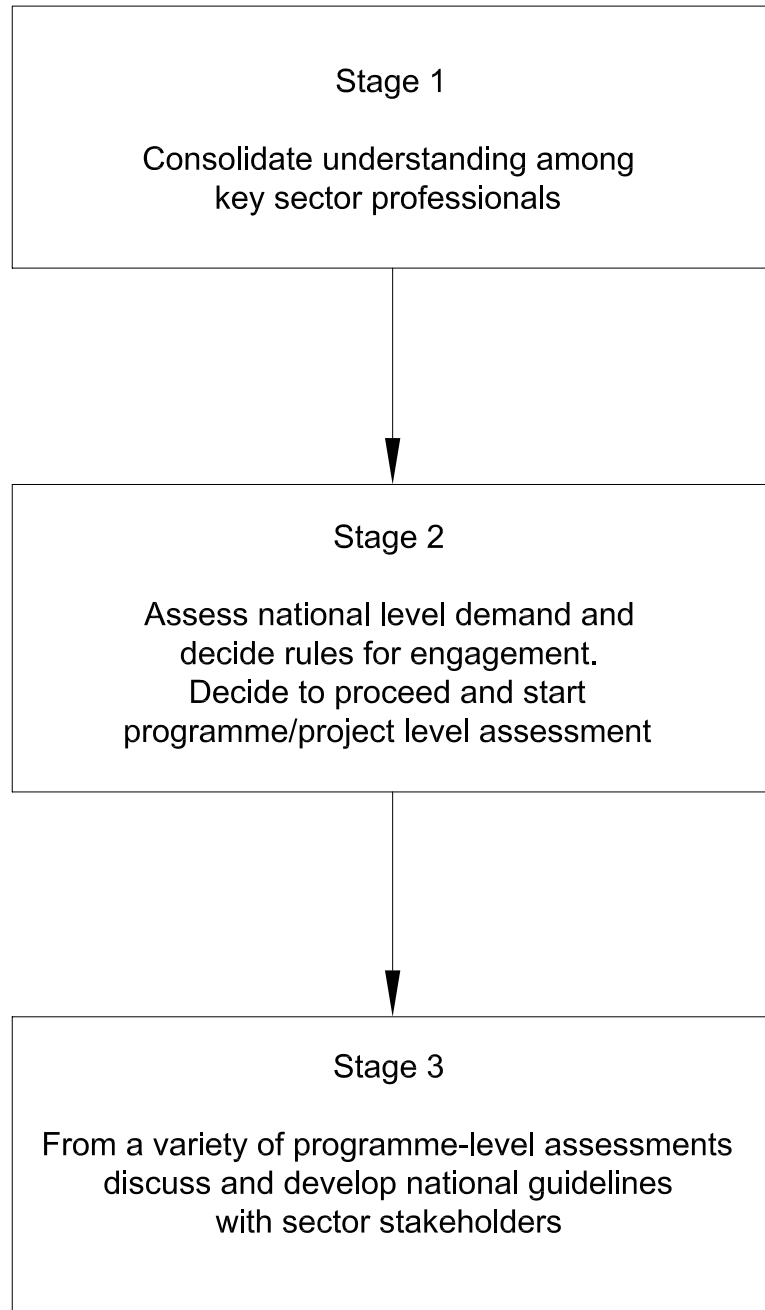 Stage 1
Consolidate understanding among
key sector professionals
Stage 2
Assess national level demand and
decide rules for engagement.
Decide to proceed and start
programme/project level assessment
Stage 3
From a variety of programme-level assessments
discuss and develop national guidelines
with sector stakeholders